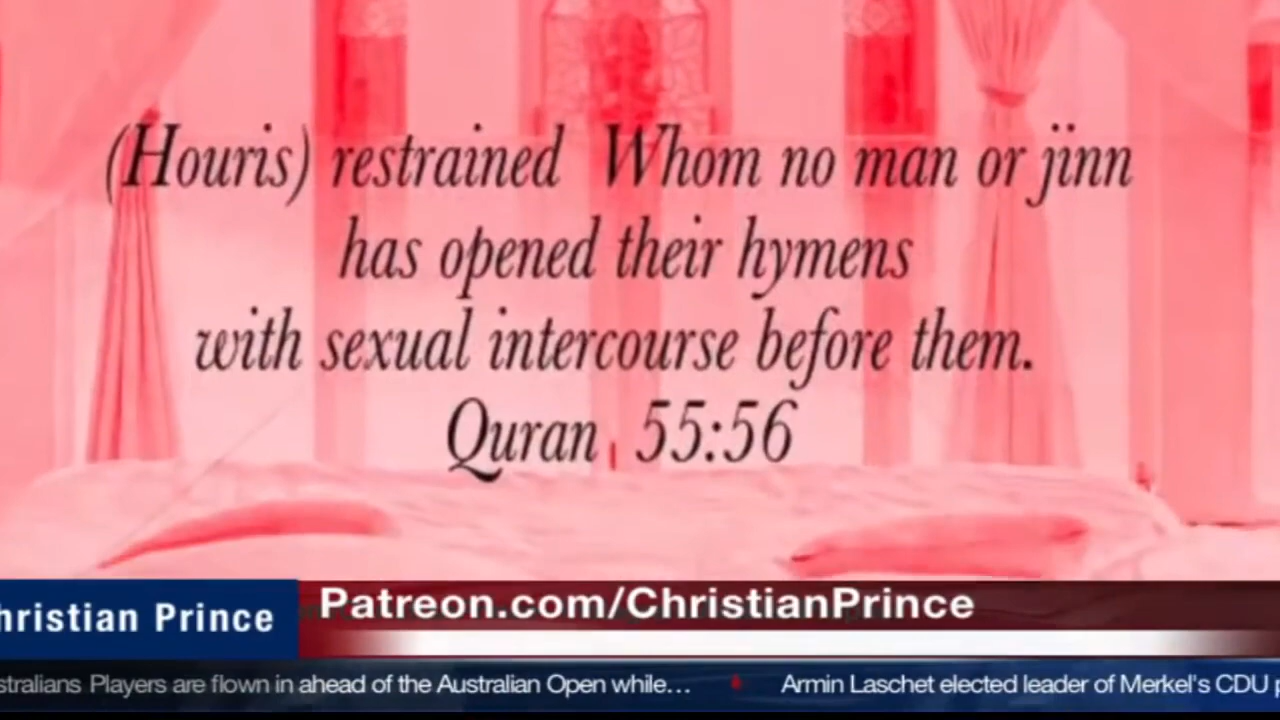 (Houris) restrained Whom no man or jinn
has opened their hymens
with sexual intercourse before them.
Quran 55:56
hristian Prince
Patreon.com/ChristianPrince
stralians Players are flown in ahead of the Australian Open while... Armin Laschet elected leader of Merkel's CDU p